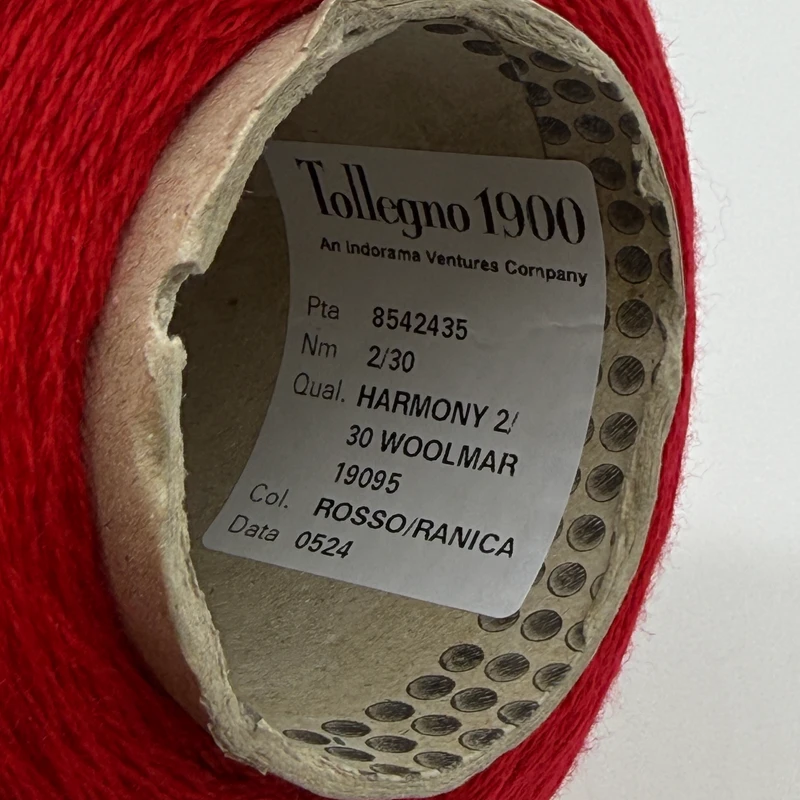 Tollegno 1900
An Indorama Ventures Company
Pta 8542435
Nm 2/30
Qual. HARMONY 2/
30 WOOLMAR
19095
Col. ROSSO/RANICA
Data 0524